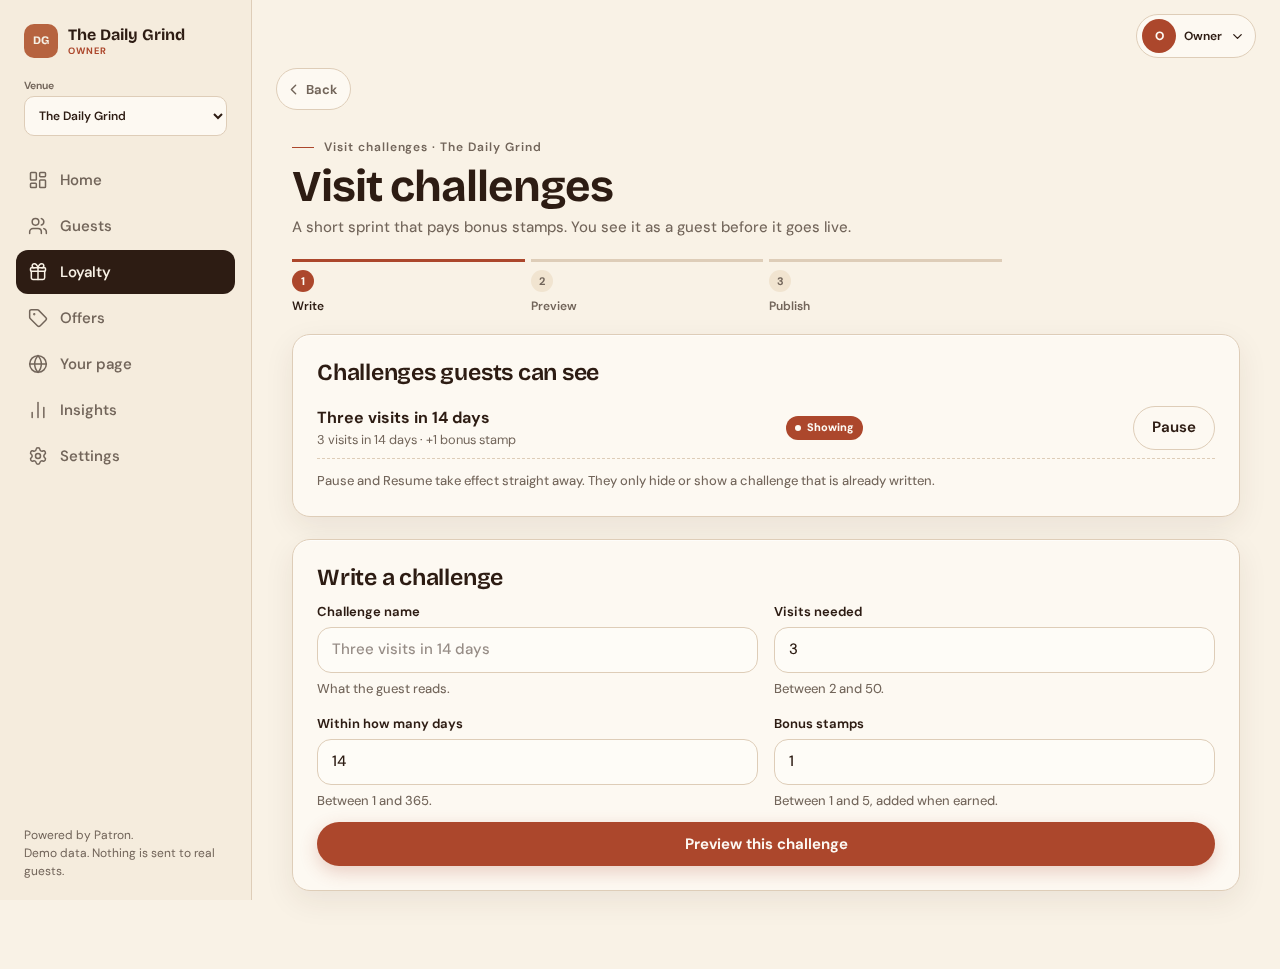 DG
The Daily Grind
OWNER
Venue
The Daily Grind
Home
Guests
Loyalty
Offers
Your page
Insights
Settings
Powered by Patron.
Demo data. Nothing is sent to real
guests.
O
Owner
Back
Visit challenges · The Daily Grind
Visit challenges
A short sprint that pays bonus stamps. You see it as a guest before it goes live.
1
Write
2
Preview
3
Publish
Challenges guests can see
Three visits in 14 days
3 visits in 14 days · +1 bonus stamp
Showing
Pause
Pause and Resume take effect straight away. They only hide or show a challenge that is already written.
Write a challenge
Challenge name
Three visits in 14 days
What the guest reads.
Visits needed
3
Between 2 and 50.
Within how many days
14
Between 1 and 365.
Bonus stamps
1
Between 1 and 5, added when earned.
Preview this challenge